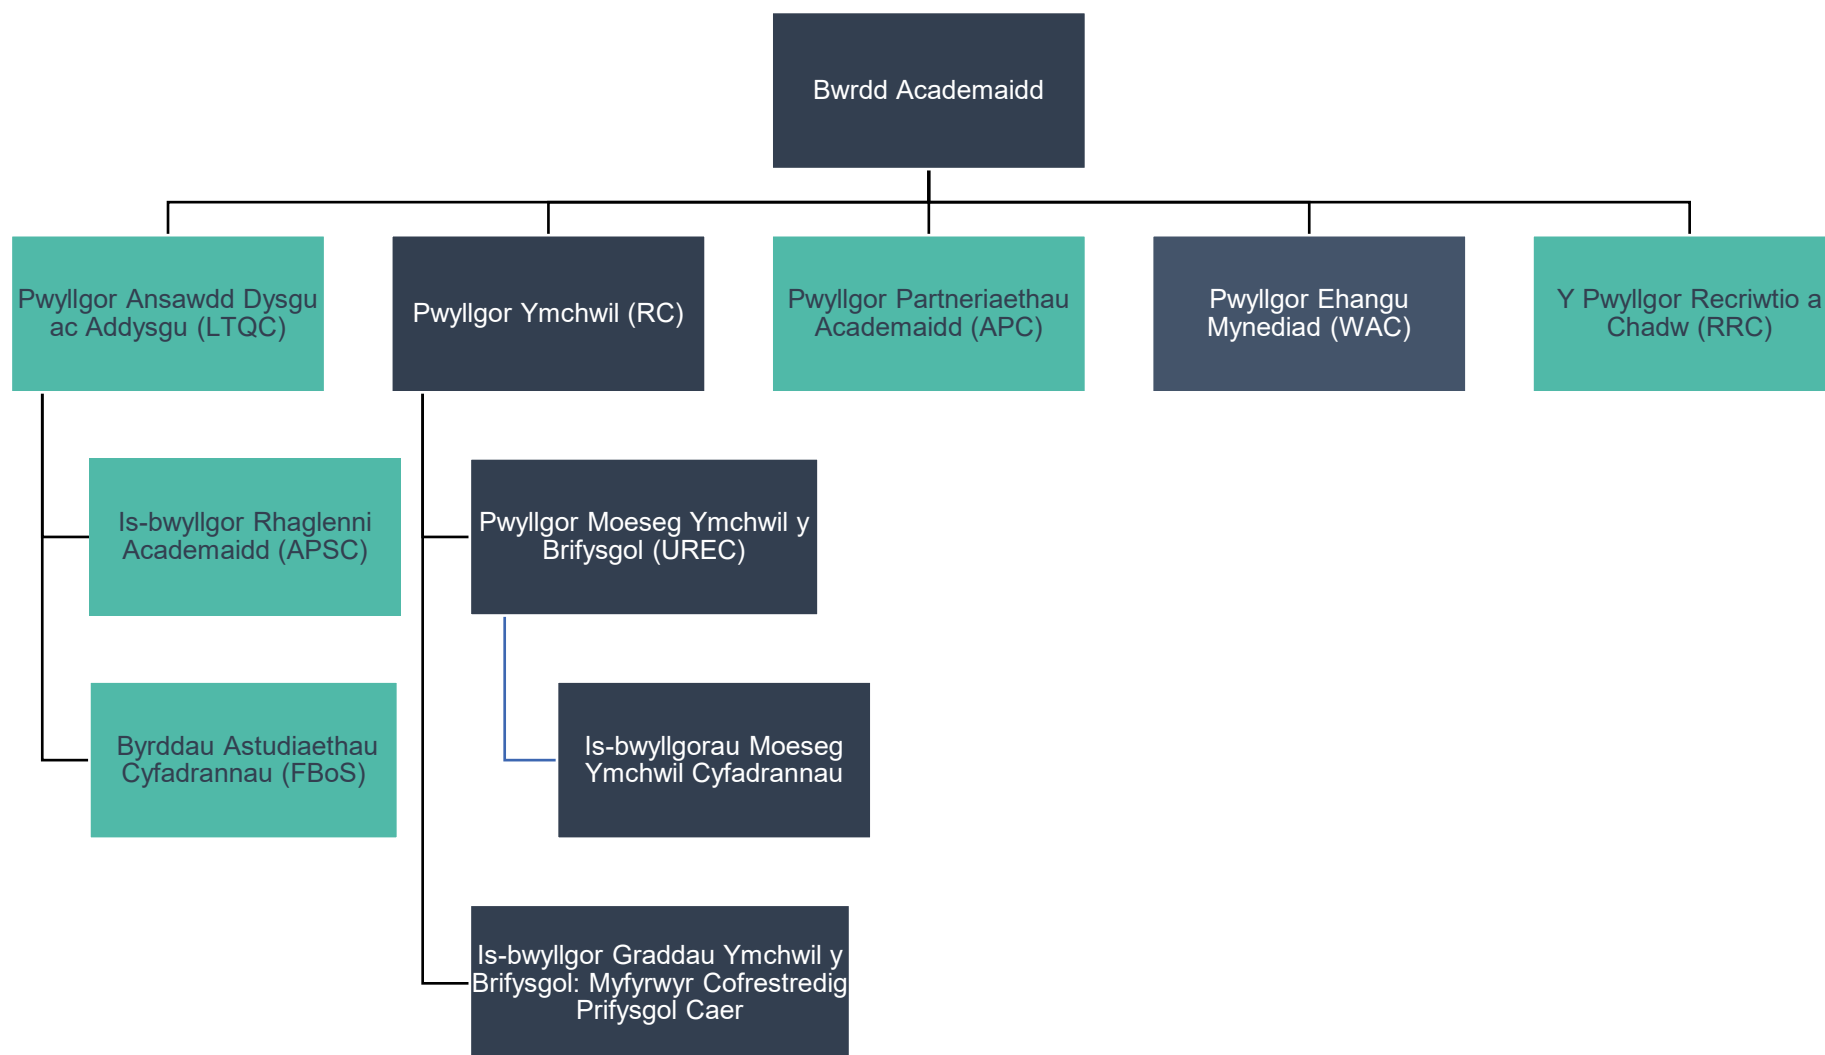 Bwrdd Academaidd
Pwyllgor Ansawdd Dysgu
ac Addysgu (LTQC)
Pwyllgor Ymchwil (RC)
Pwyllgor Partneriaethau
Academaidd (APC)
Pwyllgor Ehangu
Mynediad (WAC)
Y Pwyllgor Recriwtio a
Chadw (RRC)
Is-bwyllgor Rhaglenni
Academaidd (APSC)
Pwyllgor Moeseg Ymchwil y
Brifysgol (UREC)
Byrddau Astudiaethau
Cyfadrannau (FBoS)
Is-bwyllgorau Moeseg
Ymchwil Cyfadrannau
Is-bwyllgor Graddau Ymchwil y
Brifysgol: Myfyrwyr Cofrestredig
Prifysgol Caer